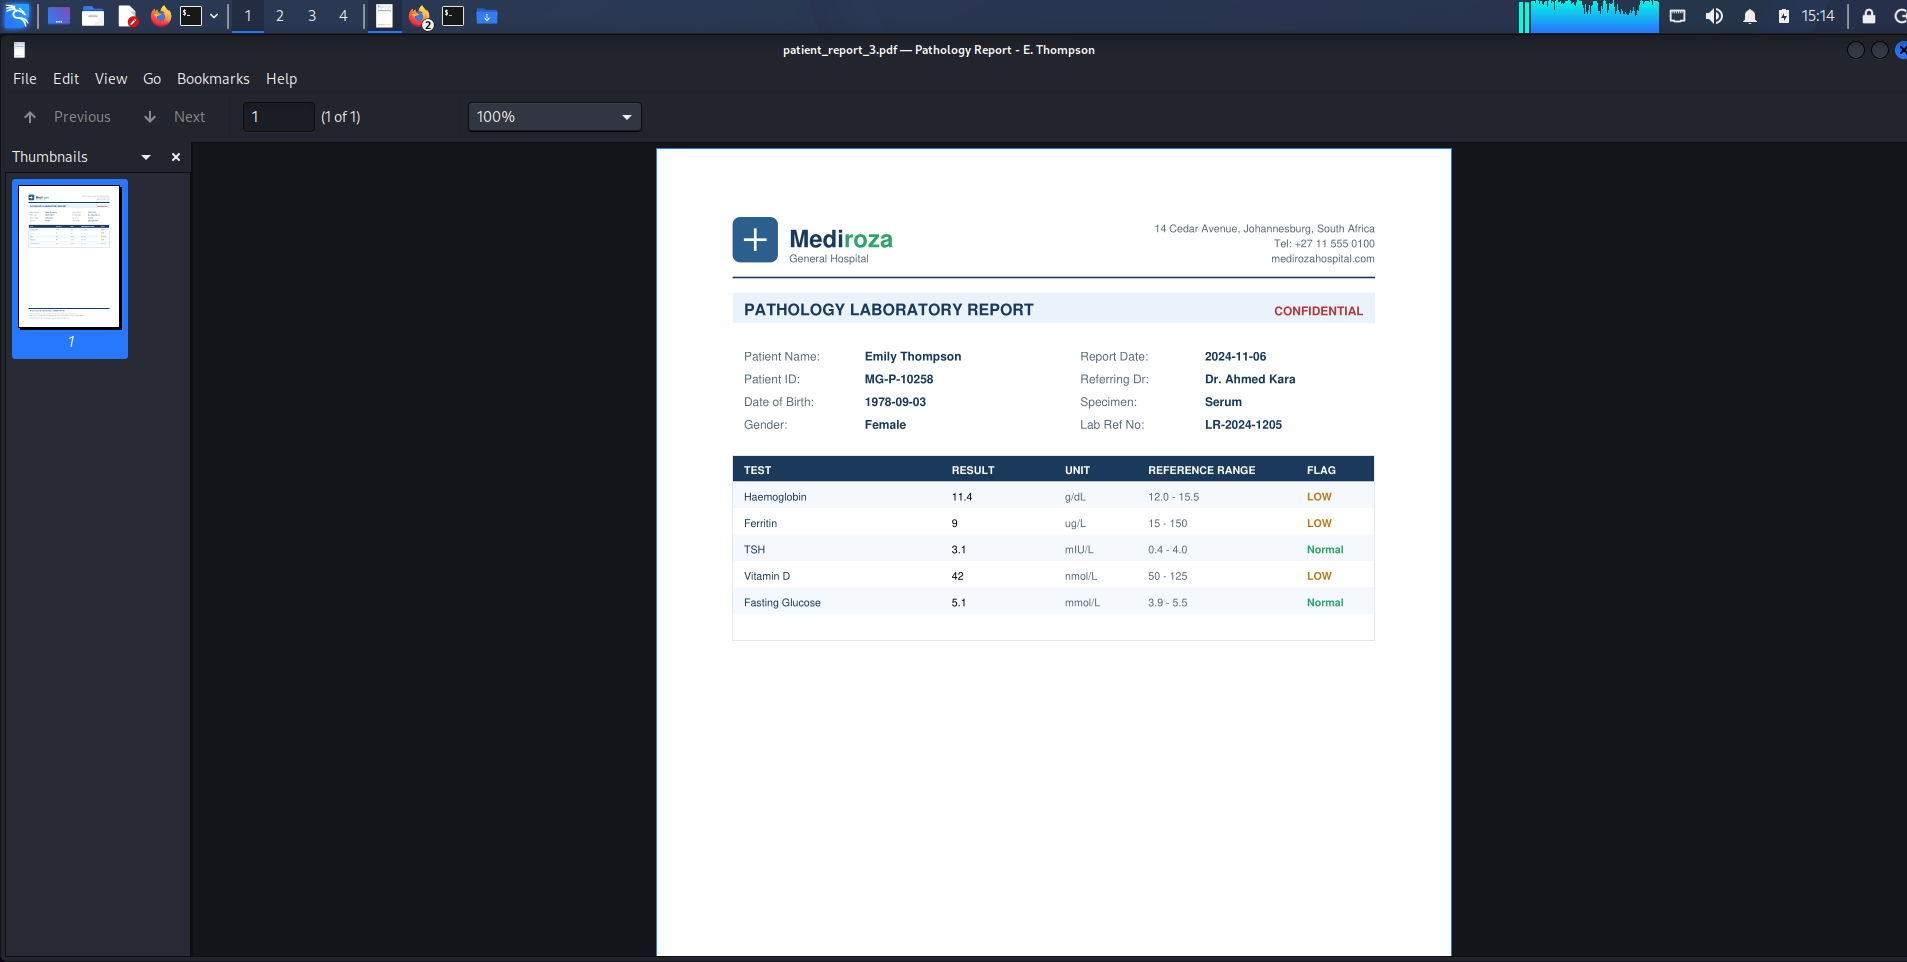 1 2 3 4 2 15:14
patient_report_3.pdf — Pathology Report - E. Thompson
File Edit View Go Bookmarks Help
Previous Next 1 (1 of 1) 100%
Thumbnails
1
Mediroza
General Hospital
14 Cedar Avenue, Johannesburg, South Africa
Tel: +27 11 555 0100
medirozahospital.com
PATHOLOGY LABORATORY REPORT CONFIDENTIAL
Patient Name: Emily Thompson Report Date: 2024-11-06
Patient ID: MG-P-10258 Referring Dr: Dr. Ahmed Kara
Date of Birth: 1978-09-03 Specimen: Serum
Gender: Female Lab Ref No: LR-2024-1205
TEST RESULT UNIT REFERENCE RANGE FLAG
Haemoglobin 11.4 g/dL 12.0 - 15.5 LOW
Ferritin 9 ug/L 15 - 150 LOW
TSH 3.1 mIU/L 0.4 - 4.0 Normal
Vitamin D 42 nmol/L 50 - 125 LOW
Fasting Glucose 5.1 mmol/L 3.9 - 5.5 Normal